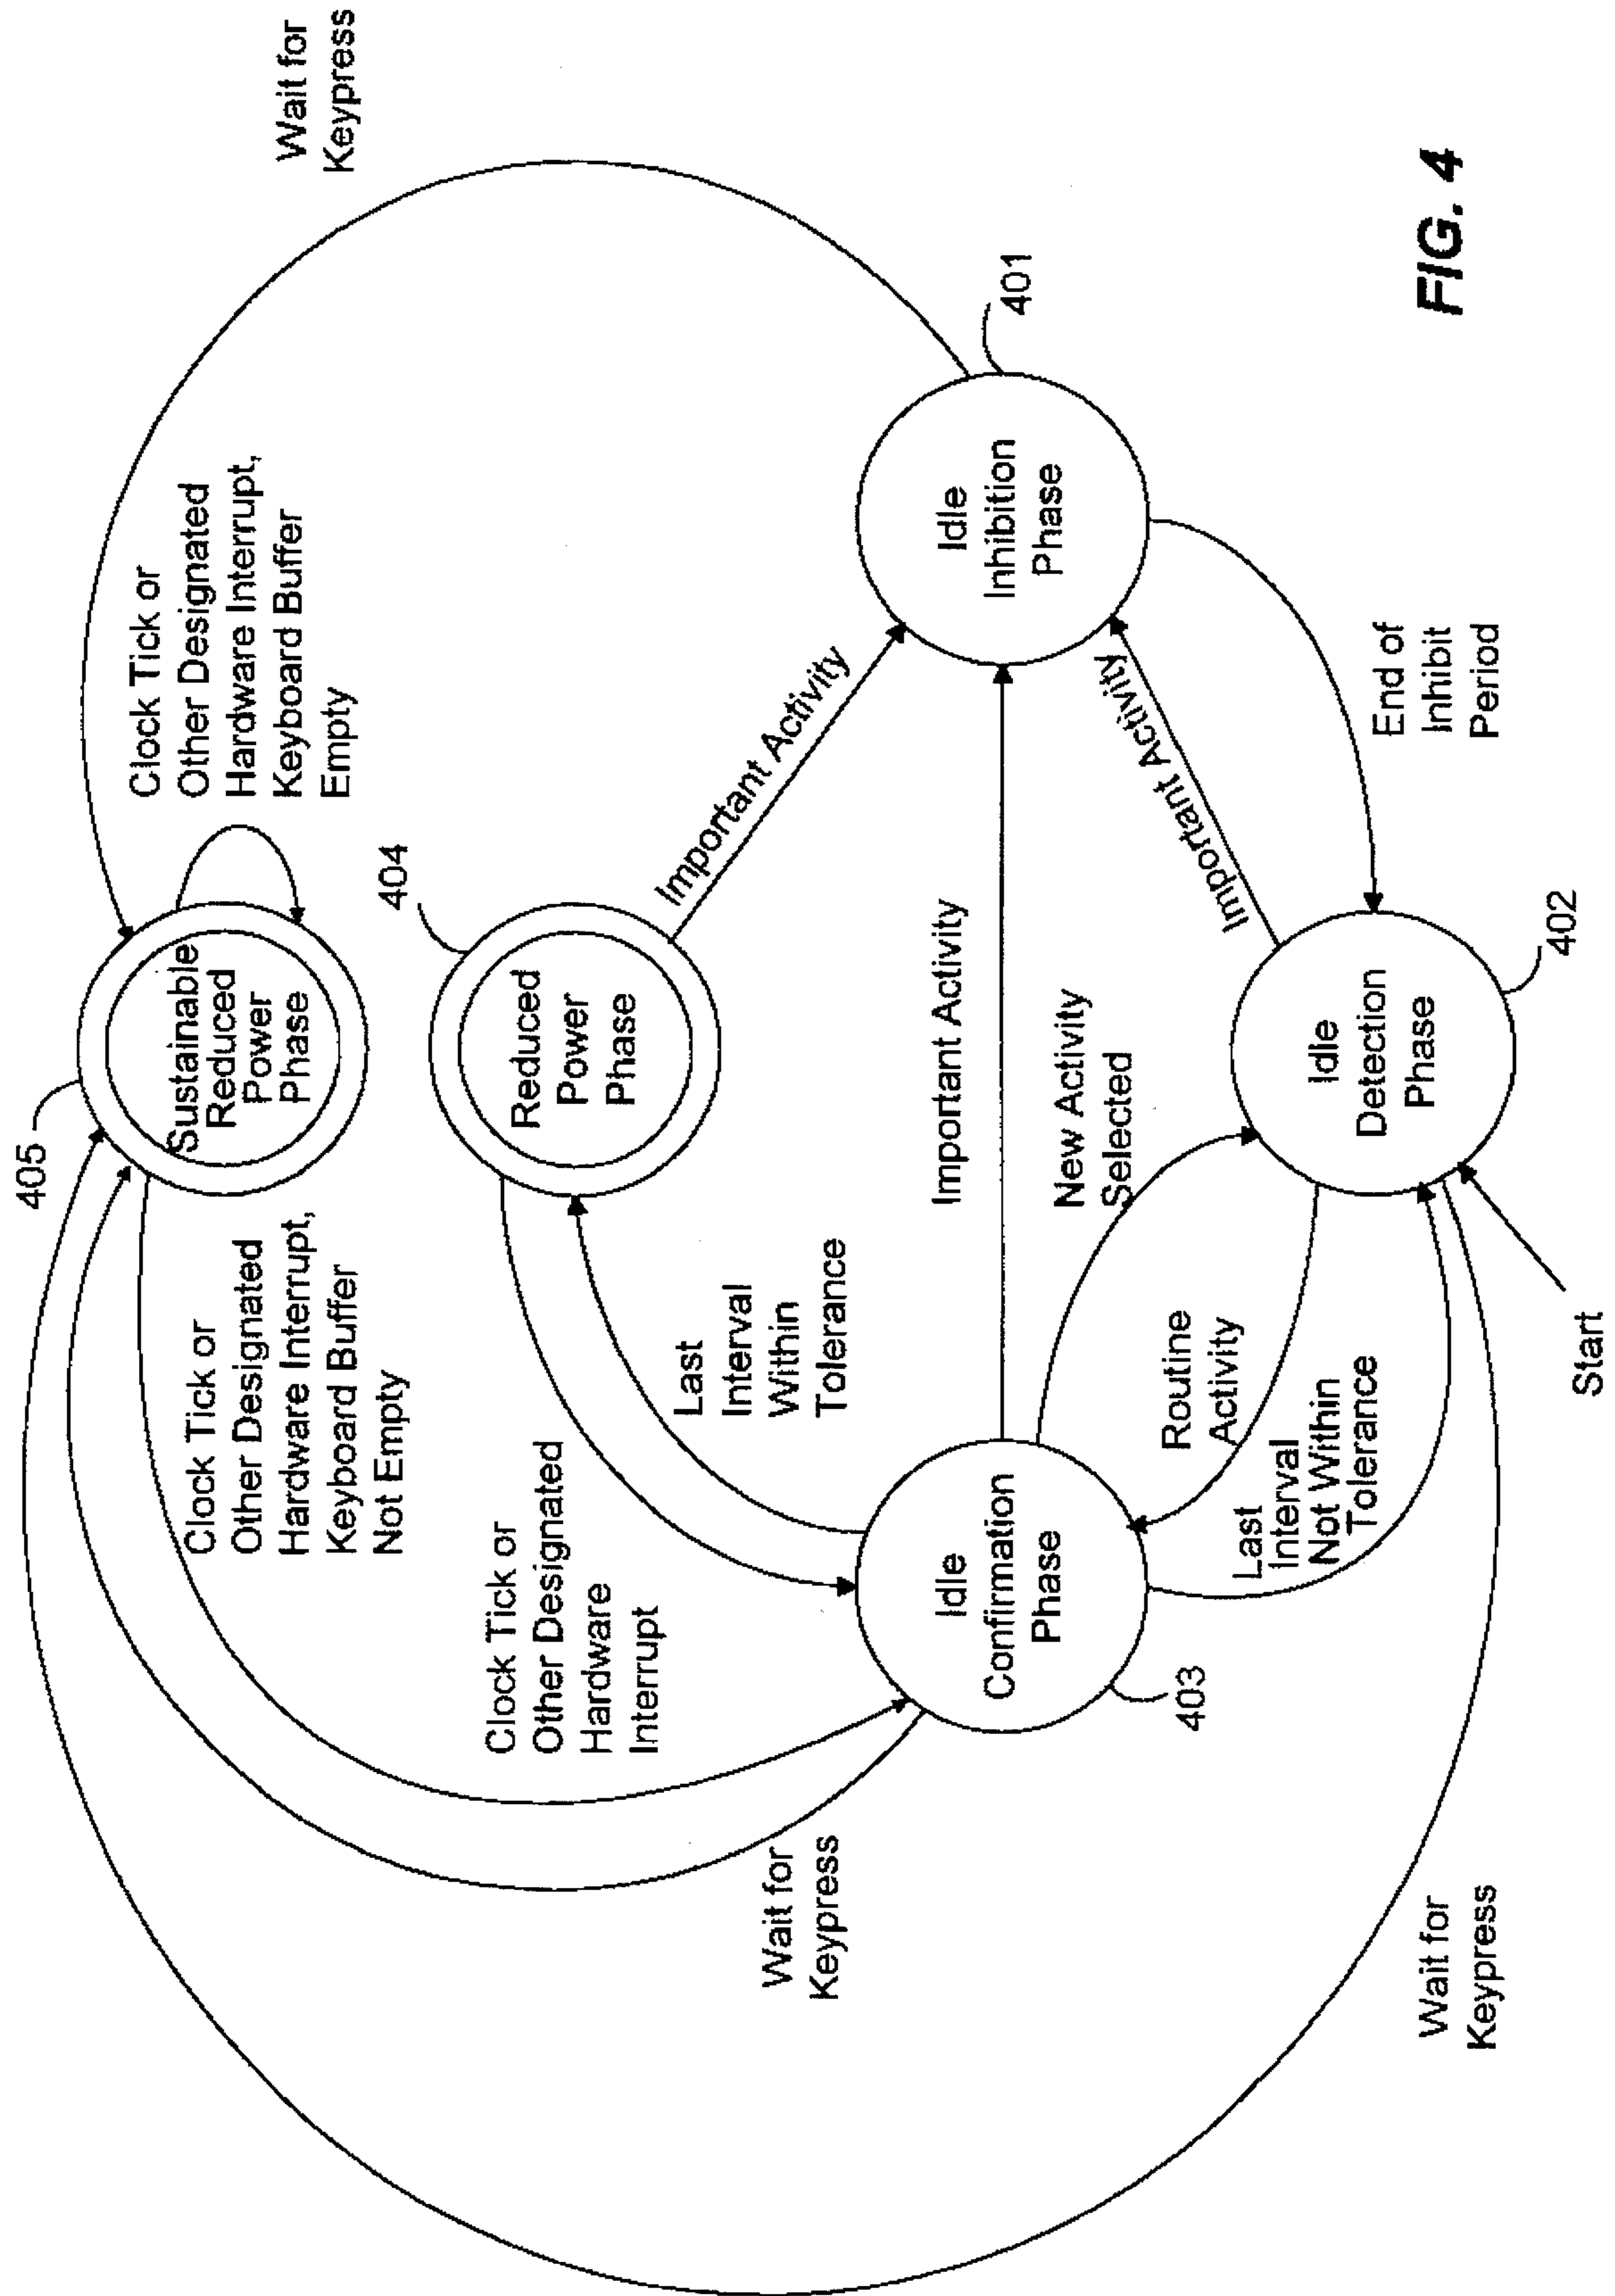 Wait for
Keypress
Clock Tick or
Other Designated
Hardware Interrupt,
Keyboard Buffer
Empty
405
Sustainable
Reduced
Power
Phase
404
Reduced
Power
Phase
Important Activity
Clock Tick or
Other Designated
Hardware Interrupt,
Keyboard Buffer
Not Empty
Last
Interval
Within
Tolerance
Clock Tick or
Other Designated
Hardware
Interrupt
Wait for
Keypress
Idle
Confirmation
Phase
403
Important Activity
Idle
Inhibition
Phase
401
New Activity
Selected
Important Activity
Routine
Activity
Last
Interval
Not Within
Tolerance
Idle
Detection
Phase
402
End of
Inhibit
Period
Wait for
Keypress
Start
FIG. 4